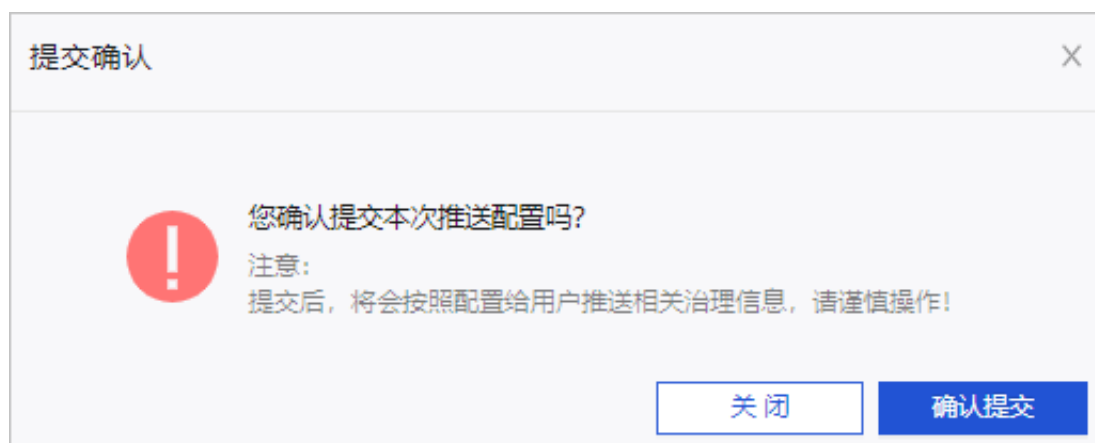 提交确认
您确认提交本次推送配置吗?
注意:
提交后，将会按照配置给用户推送相关治理信息，请谨慎操作!
关 闭
确认提交